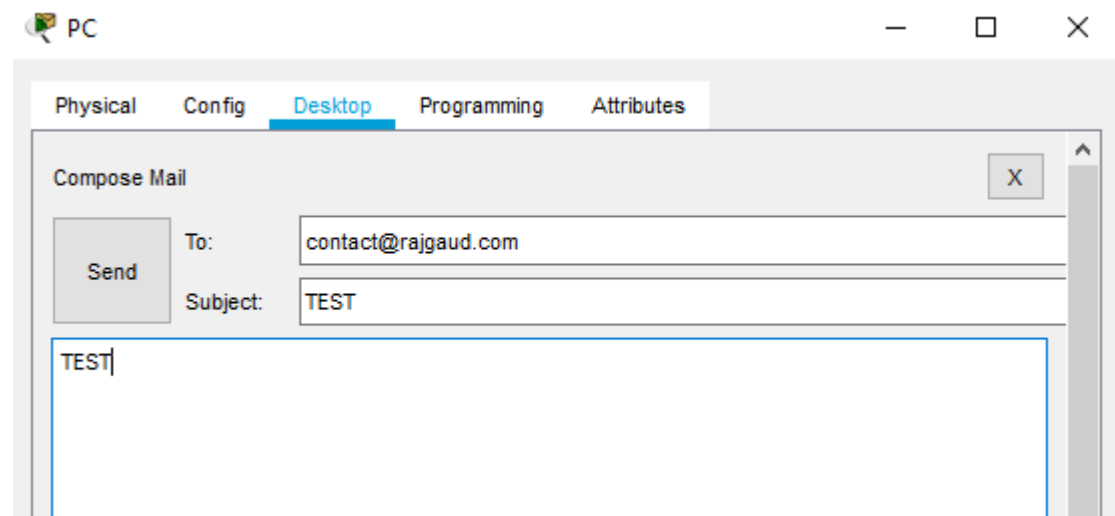 PC
Physical Config Desktop Programming Attributes
Compose Mail X
Send
To: contact@rajgaud.com
Subject: TEST
TEST